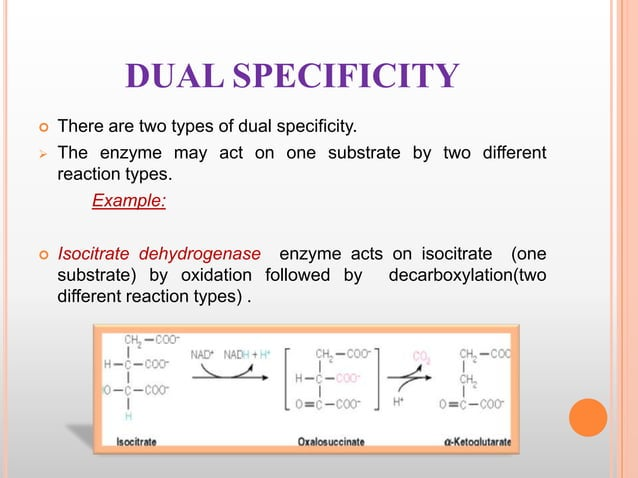 DUAL SPECIFICITY
There are two types of dual specificity.
The enzyme may act on one substrate by two different
reaction types.
Example:
Isocitrate dehydrogenase enzyme acts on isocitrate (one
substrate) by oxidation followed by decarboxylation(two
different reaction types) .
CH₂—COO⁻
H—C—COO⁻
O—C—COO⁻
H
Isocitrate
NAD⁺ NADH + H⁺
CH₂—COO⁻
H—C—COO⁻
O=C—COO⁻
Oxalosuccinate
CO₂
H⁺
CH₂—COO
CH₂
O=C—COO⁻
α-Ketoglutarate